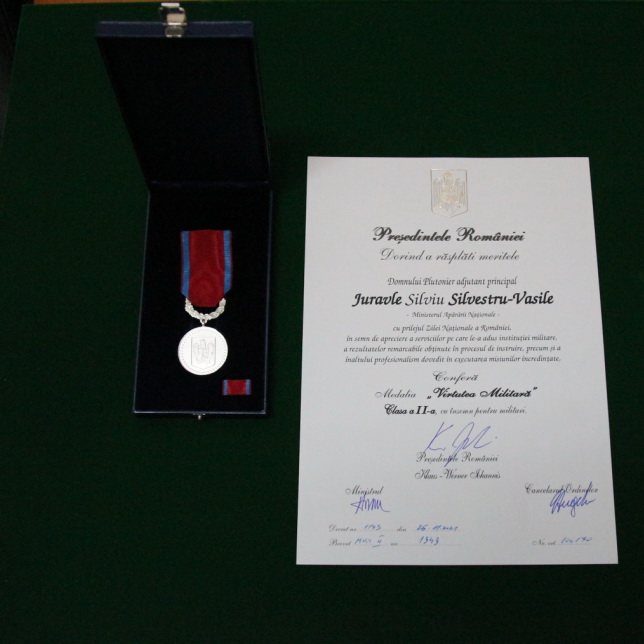 Președintele României
Dorind a răsplăti meritele
Domnului Plutonier adjutant principal
Juravle Silviu Silvestru-Vasile
- Ministerul Apărării Naționale -
cu prilejul Zilei Naționale a României,
în semn de apreciere a serviciilor pe care le-a adus instituției militare,
a rezultatelor remarcabile obținute în procesul de instruire, precum și a
înaltului profesionalism dovedit în executarea misiunilor încredințate,
Conferă
Medalia „Virtutea Militară”
Clasa a II-a, cu însemn pentru militari.
Președintele României
Klaus - Werner Iohannis
Ministrul
Cancelarul Ordinelor
Decret nr. 1193 din
Brevet nr. 1343